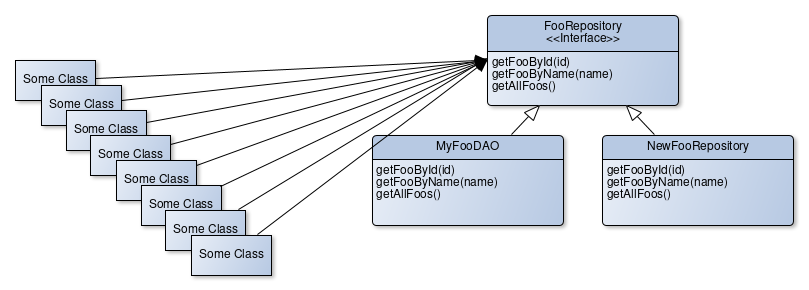 FooRepository
<<Interface>>
getFooById(id)
getFooByName(name)
getAllFoos()
Some Class
Some Class
Some Class
Some Class
Some Class
Some Class
Some Class
Some Class
MyFooDAO
getFooById(id)
getFooByName(name)
getAllFoos()
NewFooRepository
getFooById(id)
getFooByName(name)
getAllFoos()